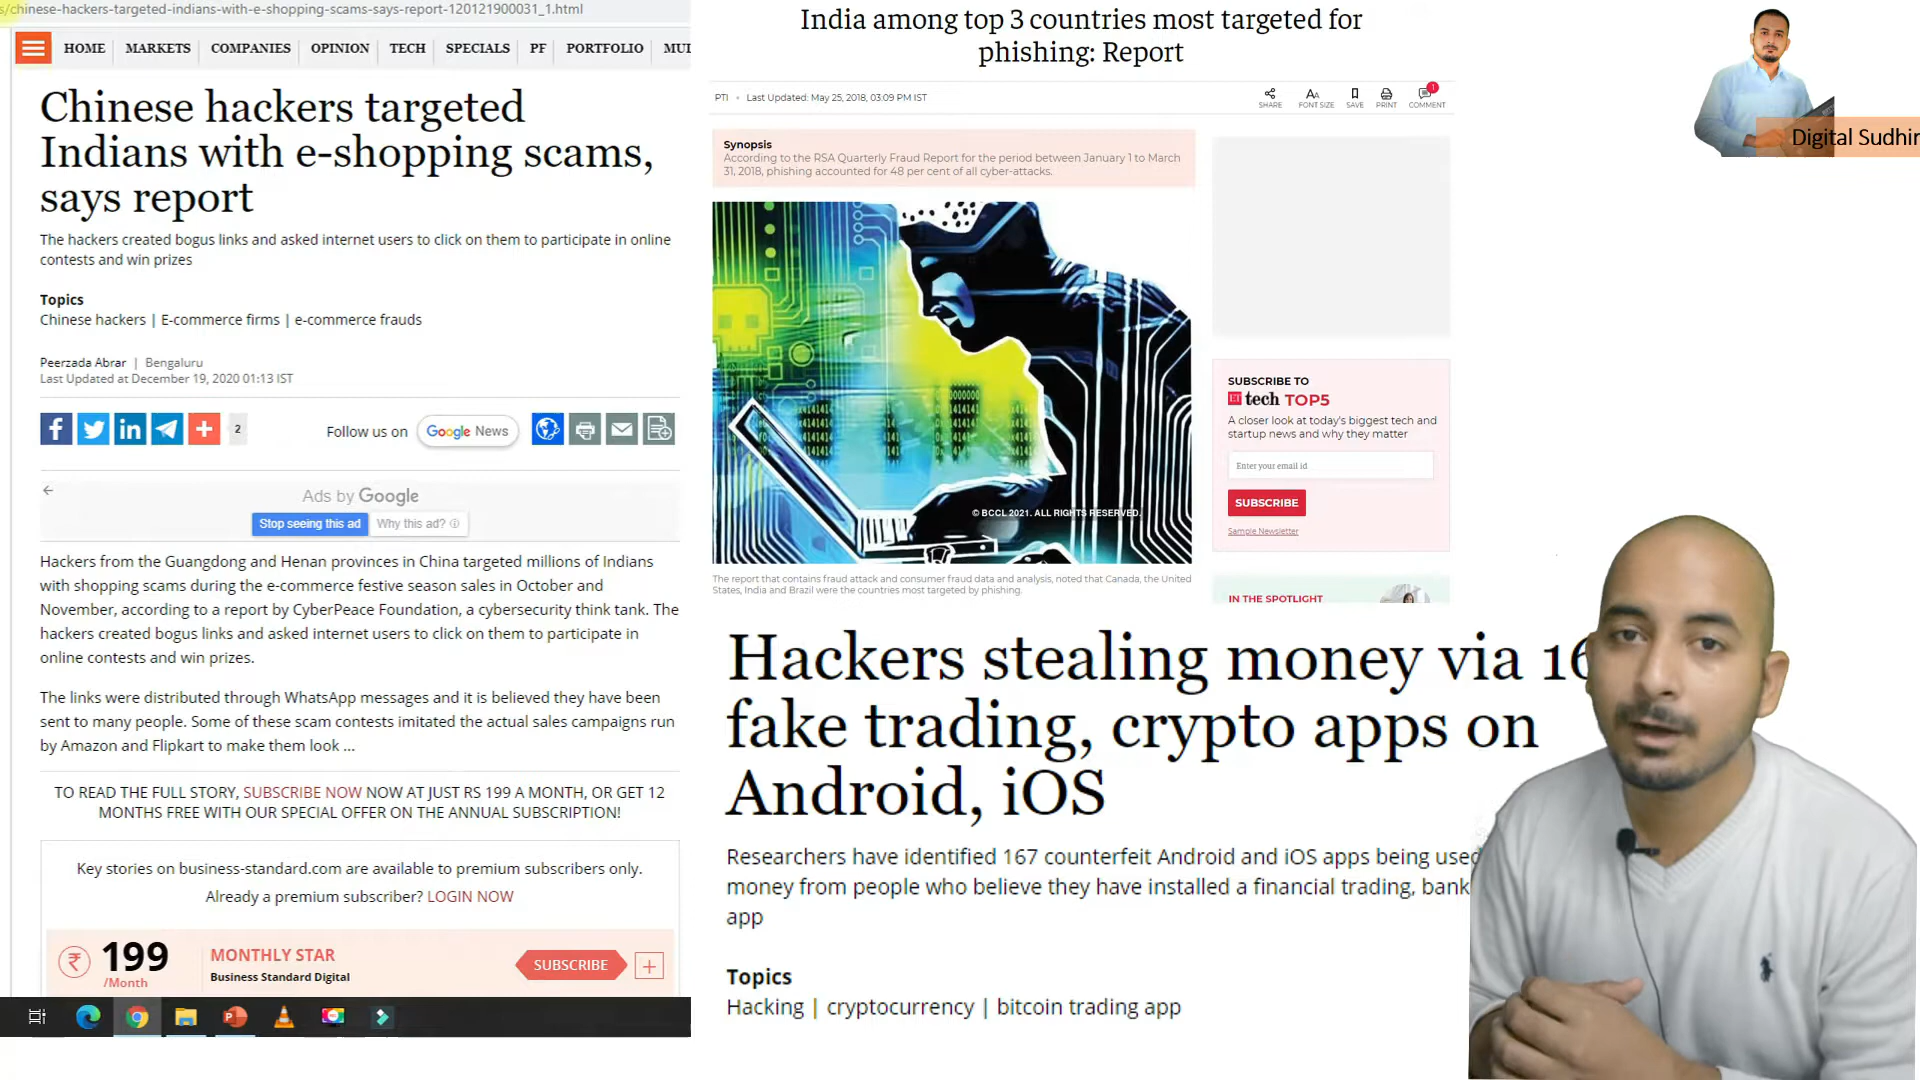 s/chinese-hackers-targeted-indians-with-e-shopping-scams-says-report-120121900031_1.html
HOME MARKETS COMPANIES OPINION TECH SPECIALS PF PORTFOLIO MUI
Chinese hackers targeted
Indians with e-shopping scams,
says report
The hackers created bogus links and asked internet users to click on them to participate in online
contests and win prizes
Topics
Chinese hackers | E-commerce firms | e-commerce frauds
Peerzada Abrar | Bengaluru
Last Updated at December 19, 2020 01:13 IST
2
Follow us on Google News
Ads by Google
Stop seeing this ad Why this ad?
Hackers from the Guangdong and Henan provinces in China targeted millions of Indians
with shopping scams during the e-commerce festive season sales in October and
November, according to a report by CyberPeace Foundation, a cybersecurity think tank. The
hackers created bogus links and asked internet users to click on them to participate in
online contests and win prizes.
The links were distributed through WhatsApp messages and it is believed they have been
sent to many people. Some of these scam contests imitated the actual sales campaigns run
by Amazon and Flipkart to make them look ...
TO READ THE FULL STORY, SUBSCRIBE NOW NOW AT JUST RS 199 A MONTH, OR GET 12
MONTHS FREE WITH OUR SPECIAL OFFER ON THE ANNUAL SUBSCRIPTION!
Key stories on business-standard.com are available to premium subscribers only.
Already a premium subscriber? LOGIN NOW
₹ 199
/Month
MONTHLY STAR
Business Standard Digital
SUBSCRIBE
India among top 3 countries most targeted for
phishing: Report
PTI • Last Updated: May 25, 2018, 03:09 PM IST
SHARE FONT SIZE SAVE PRINT COMMENT
1
Synopsis
According to the RSA Quarterly Fraud Report for the period between January 1 to March
31, 2018, phishing accounted for 48 per cent of all cyber-attacks.
© BCCL 2021. ALL RIGHTS RESERVED.
The report that contains fraud attack and consumer fraud data and analysis, noted that Canada, the United
States, India and Brazil were the countries most targeted by phishing.
SUBSCRIBE TO
ET tech TOP5
A closer look at today's biggest tech and
startup news and why they matter
Enter your email id
SUBSCRIBE
Sample Newsletter
IN THE SPOTLIGHT
Hackers stealing money via 16
fake trading, crypto apps on
Android, iOS
Researchers have identified 167 counterfeit Android and iOS apps being used
money from people who believe they have installed a financial trading, bank
app
Topics
Hacking | cryptocurrency | bitcoin trading app
Digital Sudhir